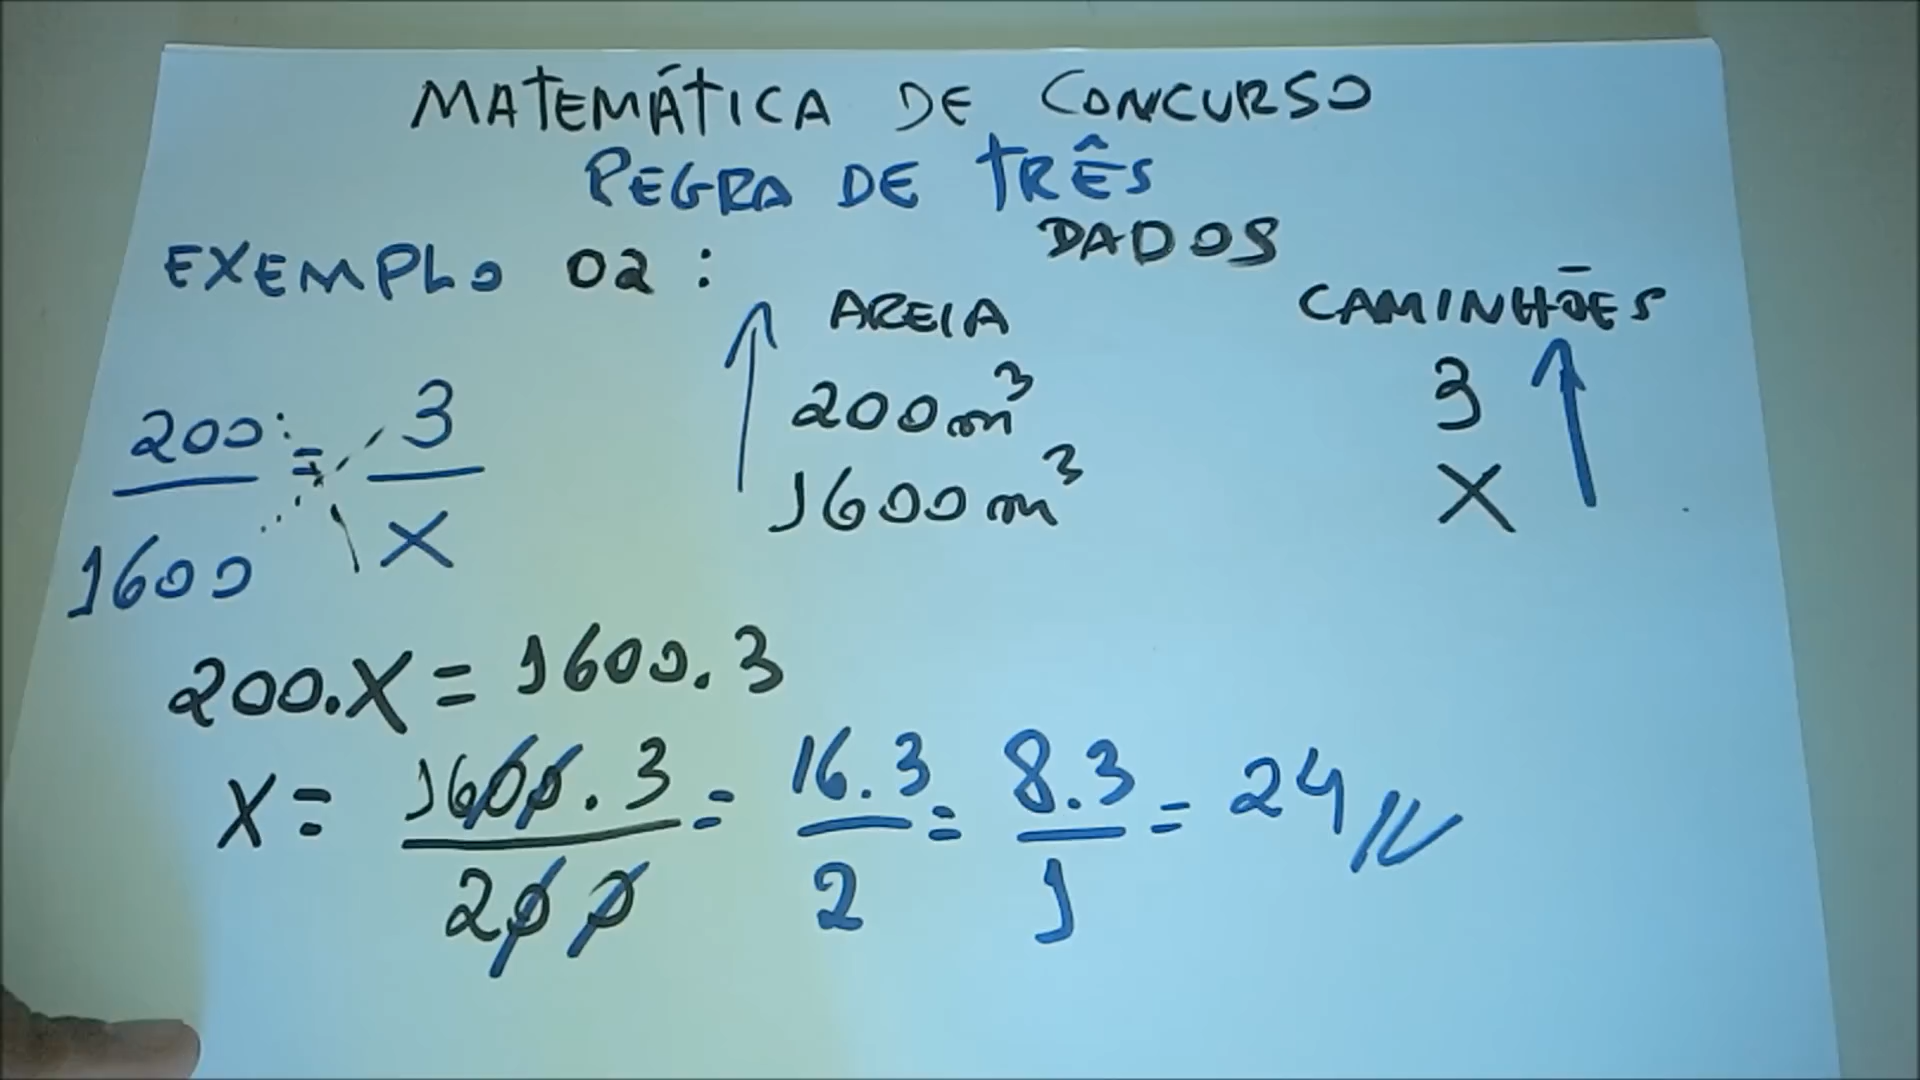 MATEMÁTICA DE CONCURSO
REGRA DE TRÊS
DADOS
EXEMPLO 02:
AREIA CAMINHÕES
200m³ 3
1600m³ X
200/1600 = 3/X
200.X = 1600.3
X = 1600.3/200 = 16.3/2 = 8.3/1 = 24//